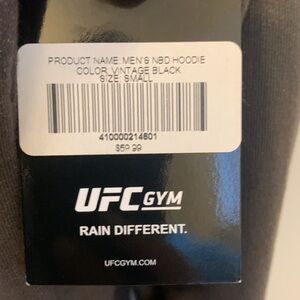 PRODUCT NAME: MEN'S NBD HOODIE
COLOR: VINTAGE BLACK
SIZE: SMALL
410000214601
$59.99
UFC GYM
RAIN DIFFERENT.
UFCGYM.COM